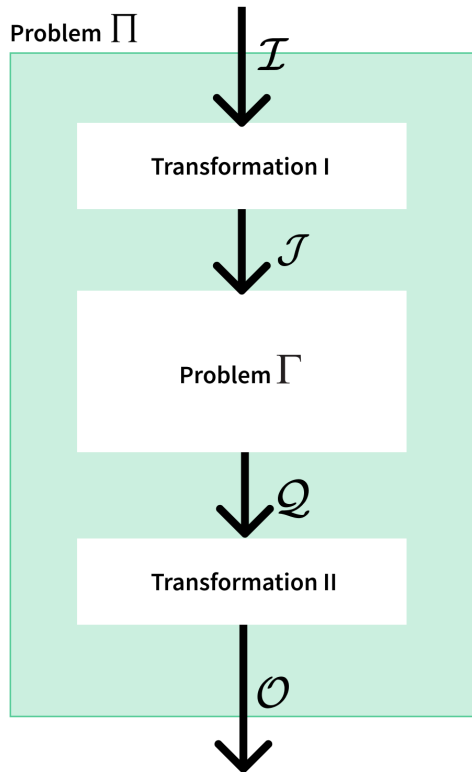 Problem Π
ℐ
Transformation I
𝒥
Problem Γ
𝒬
Transformation II
𝒪